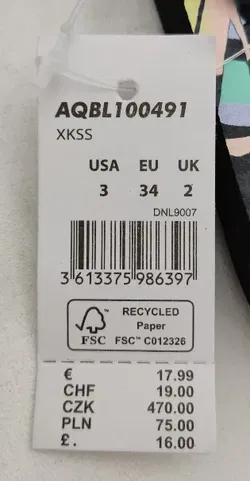 AQBL100491
XKSS
USA EU UK
3 34 2
DNL9007
3 613375 986397
RECYCLED
Paper
FSC FSC™ C012326
€ 17.99
CHF 19.00
CZK 470.00
PLN 75.00
£. 16.00